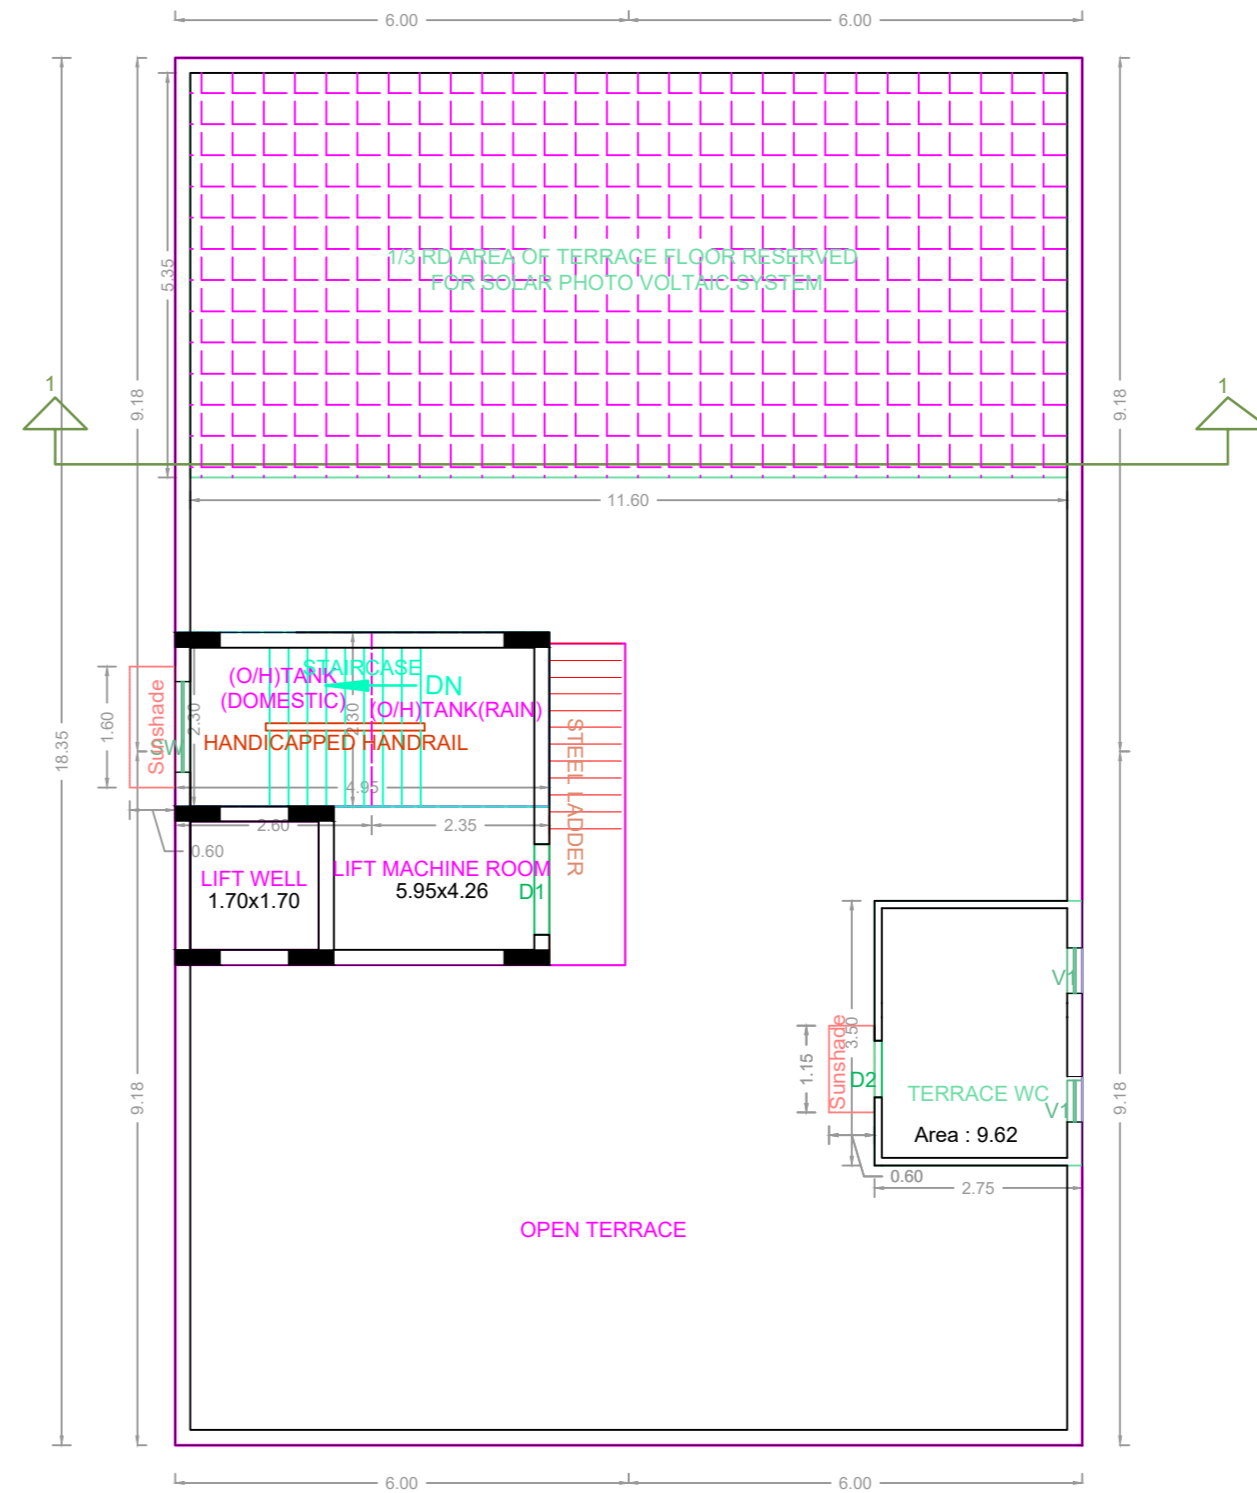 6.00
6.00
5.35
1/3 RD AREA OF TERRACE FLOOR RESERVED
FOR SOLAR PHOTO VOLTAIC SYSTEM
1
1
9.18
9.18
11.60
STAIRCASE
(O/H)TANK
(DOMESTIC)
DN
(O/H)TANK(RAIN)
2.30
2.30
HANDICAPPED HANDRAIL
Sunshade
1.60
18.35
4.95
STEEL LADDER
2.60
2.35
0.60
LIFT WELL
1.70x1.70
LIFT MACHINE ROOM
5.95x4.26
D1
V1
Sunshade
3.50
1.15
D2
TERRACE WC
V1
Area : 9.62
9.18
9.18
0.60
2.75
OPEN TERRACE
6.00
6.00